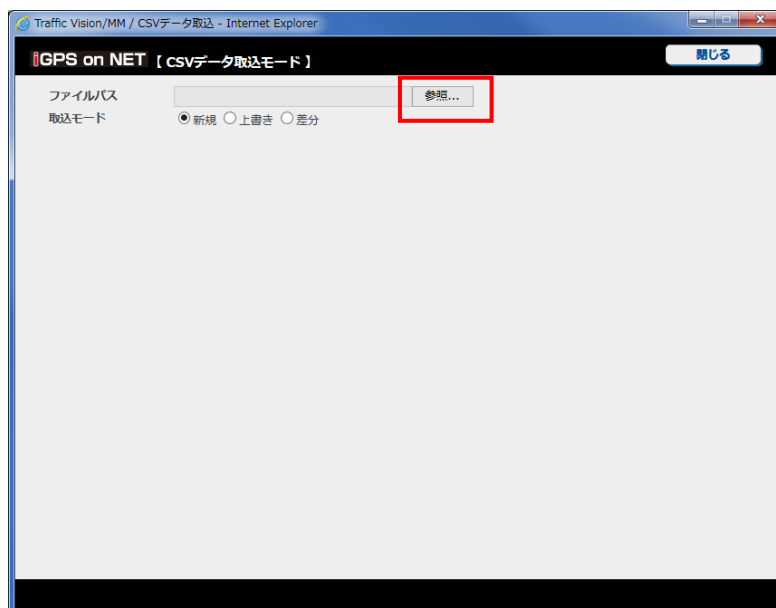 Traffic Vision/MM / CSVデータ取込 - Internet Explorer
iGPS on NET 【 CSVデータ取込モード 】 閉じる
ファイルパス 参照...
取込モード 新規 上書き 差分